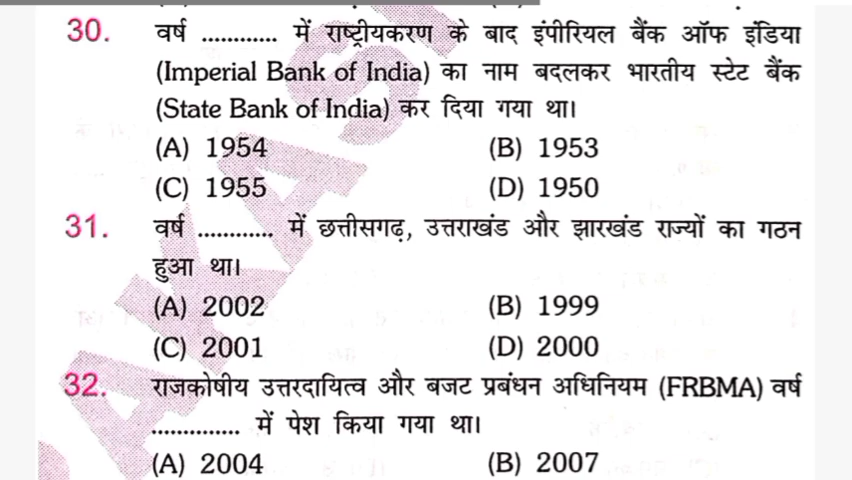 30. वर्ष ............ में राष्ट्रीयकरण के बाद इंपीरियल बैंक ऑफ इंडिया
(Imperial Bank of India) का नाम बदलकर भारतीय स्टेट बैंक
(State Bank of India) कर दिया गया था।
(A) 1954 (B) 1953
(C) 1955 (D) 1950
31. वर्ष ............ में छत्तीसगढ़, उत्तराखंड और झारखंड राज्यों का गठन
हुआ था।
(A) 2002 (B) 1999
(C) 2001 (D) 2000
32. राजकोषीय उत्तरदायित्व और बजट प्रबंधन अधिनियम (FRBMA) वर्ष
.............. में पेश किया गया था।
(A) 2004 (B) 2007